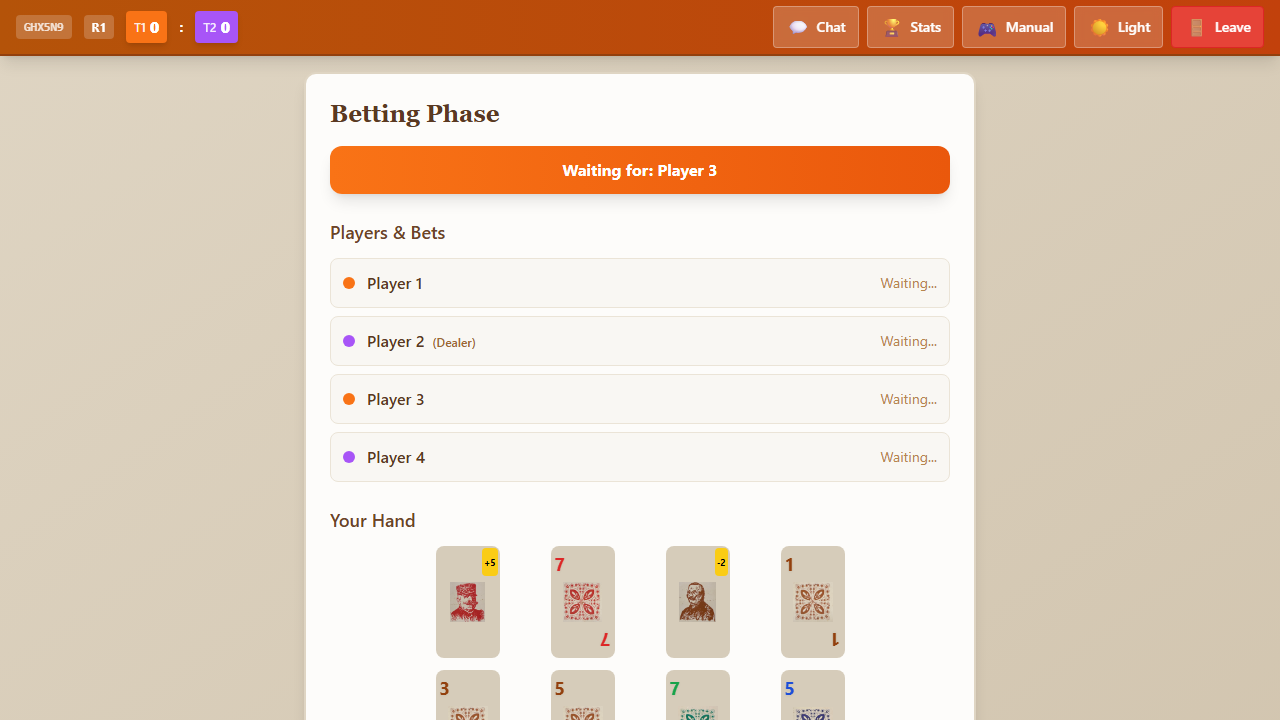 GHX5N9 R1 T1 0 : T2 0 Chat Stats Manual Light Leave
Betting Phase
Waiting for: Player 3
Players & Bets
Player 1 Waiting...
Player 2 (Dealer) Waiting...
Player 3 Waiting...
Player 4 Waiting...
Your Hand
+5 7 -2 1
7 1
3 5 7 5